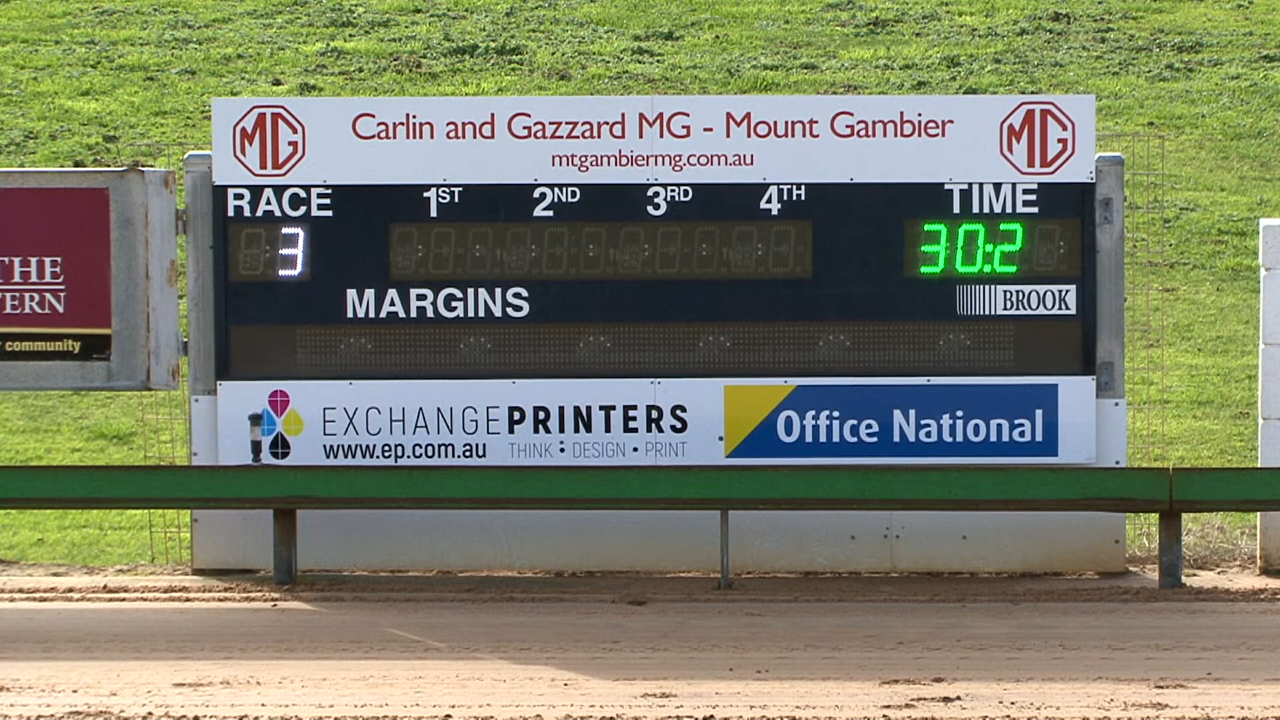 MG
Carlin and Gazzard MG - Mount Gambier
MG
mtgambiermg.com.au
RACE 1ST 2ND 3RD 4TH TIME
3 30:2
MARGINS
BROOK
THE
community
EXCHANGEPRINTERS
www.ep.com.au THINK : DESIGN • PRINT
Office National